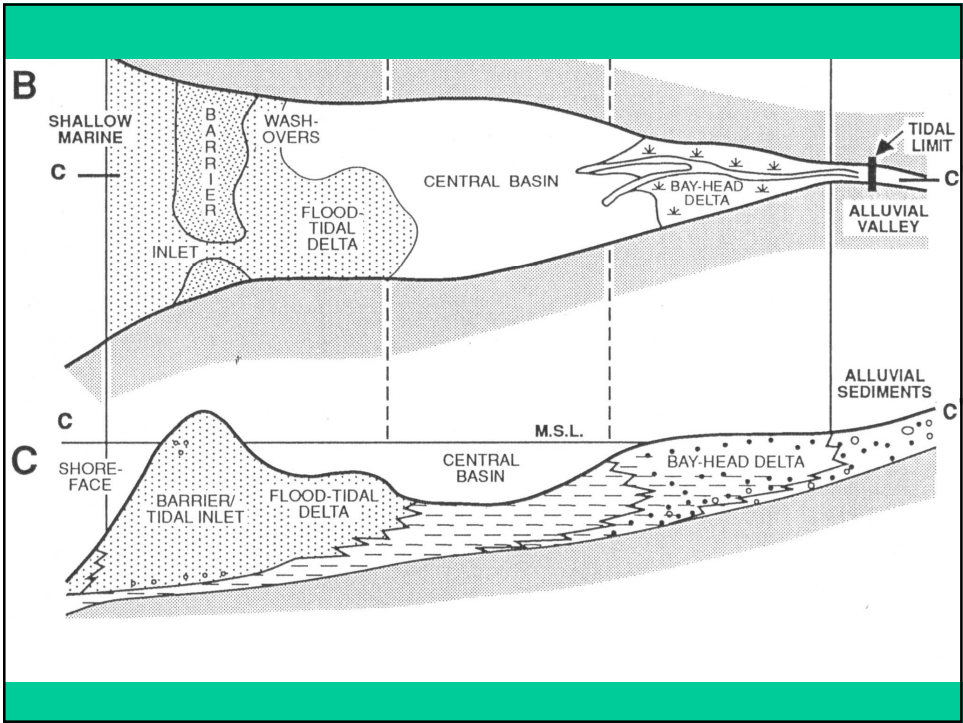 B
SHALLOW
MARINE
C
BARRIER
WASH-
OVERS
INLET
FLOOD-
TIDAL
DELTA
CENTRAL BASIN
BAY-HEAD
DELTA
TIDAL
LIMIT
C
ALLUVIAL
VALLEY
ALLUVIAL
SEDIMENTS
C
C
M.S.L.
C
SHORE-
FACE
BARRIER/
TIDAL INLET
FLOOD-TIDAL
DELTA
CENTRAL
BASIN
BAY-HEAD DELTA